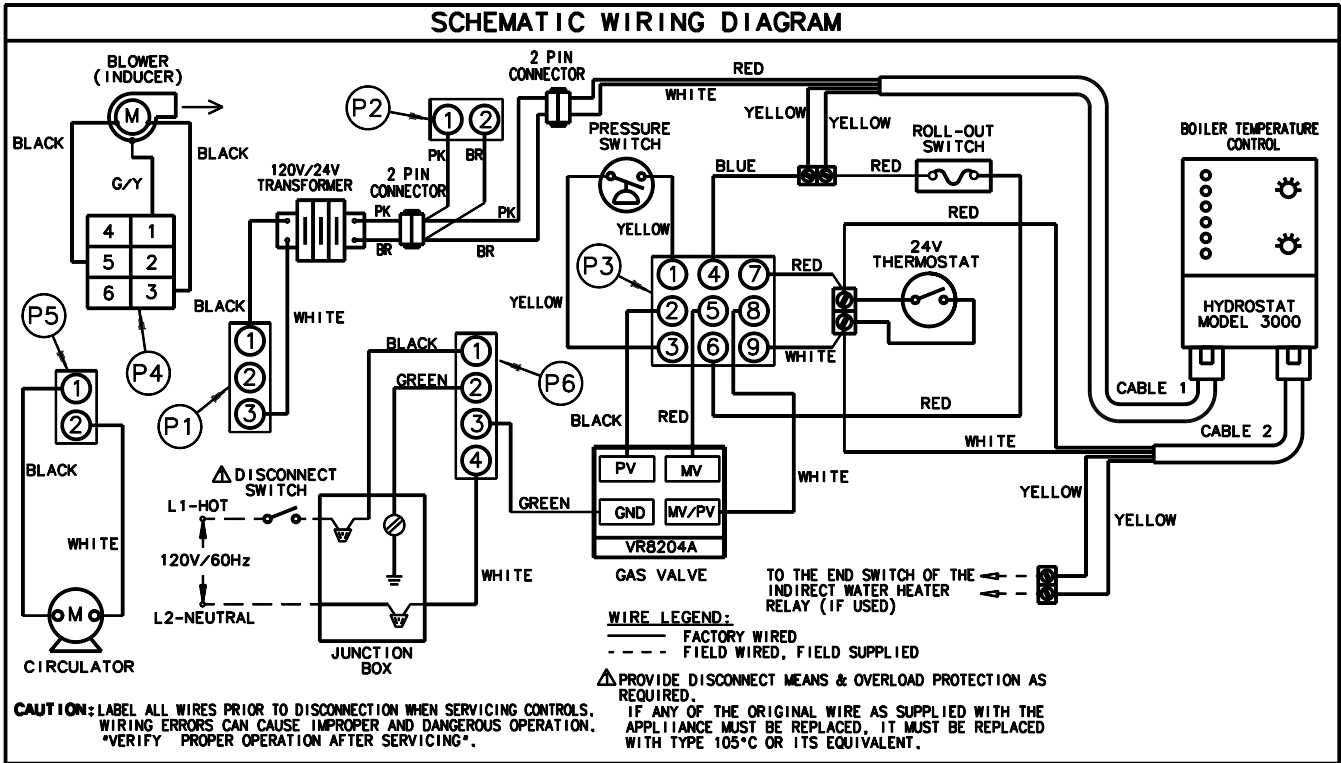 SCHEMATIC WIRING DIAGRAM
BLOWER
(INDUCER)
M
BLACK
BLACK
G/Y
4 1
5 2
6 3
P4
P5
1
2
BLACK
WHITE
M
CIRCULATOR
120V/24V
TRANSFORMER
BLACK
WHITE
1
2
3
P1
P2
1 2
PK BR
2 PIN
CONNECTOR
PK
BR
PK
BR
2 PIN
CONNECTOR
RED
WHITE
YELLOW
YELLOW
PRESSURE
SWITCH
YELLOW
YELLOW
BLUE
RED
ROLL-OUT
SWITCH
RED
P3
1 4 7
2 5 8
3 6 9
RED
WHITE
24V
THERMOSTAT
BOILER TEMPERATURE
CONTROL
HYDROSTAT
MODEL 3000
CABLE 1
CABLE 2
RED
WHITE
YELLOW
YELLOW
BLACK
GREEN
1
2
3
4
P6
GREEN
WHITE
BLACK
RED
WHITE
PV
MV
GND
MV/PV
VR8204A
GAS VALVE
⚠DISCONNECT
SWITCH
L1-HOT
120V/60Hz
L2-NEUTRAL
JUNCTION
BOX
TO THE END SWITCH OF THE
INDIRECT WATER HEATER
RELAY (IF USED)
WIRE LEGEND:
FACTORY WIRED
FIELD WIRED, FIELD SUPPLIED
⚠PROVIDE DISCONNECT MEANS & OVERLOAD PROTECTION AS
REQUIRED.
IF ANY OF THE ORIGINAL WIRE AS SUPPLIED WITH THE
APPLIIANCE MUST BE REPLACED, IT MUST BE REPLACED
WITH TYPE 105°C OR ITS EQUIVALENT.
CAUTION: LABEL ALL WIRES PRIOR TO DISCONNECTION WHEN SERVICING CONTROLS.
WIRING ERRORS CAN CAUSE IMPROPER AND DANGEROUS OPERATION.
"VERIFY PROPER OPERATION AFTER SERVICING".